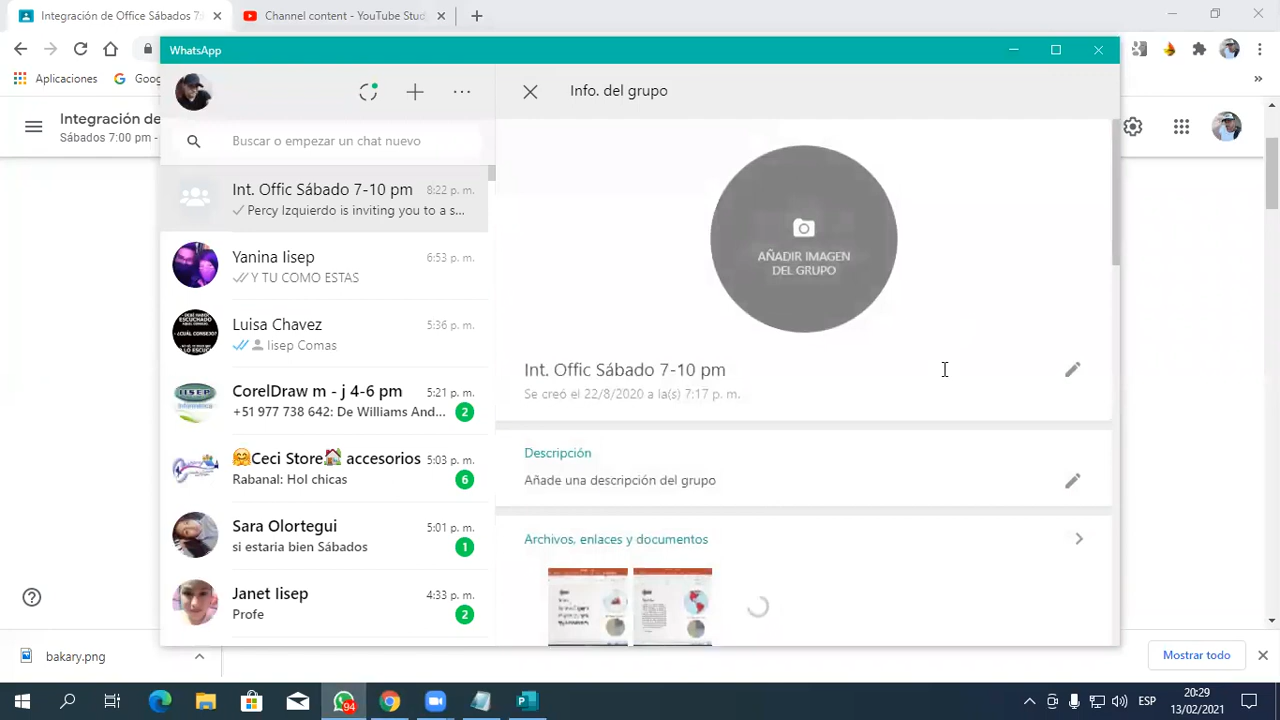 Integración de Office Sábados 7:
Channel content - YouTube Stud
WhatsApp
Aplicaciones
Goog
»
Integración de
Sábados 7:00 pm -
Info. del grupo
Buscar o empezar un chat nuevo
AÑADIR IMAGEN
DEL GRUPO
Int. Offic Sábado 7-10 pm 8:22 p. m.
Percy Izquierdo is inviting you to a s...
Yanina Iisep 6:53 p. m.
Y TU COMO ESTAS
Luisa Chavez 5:36 p. m.
Iisep Comas
CorelDraw m - j 4-6 pm 5:21 p. m.
+51 977 738 642: De Williams And... 2
🤗Ceci Store🏠 accesorios 5:03 p. m.
Rabanal: Hol chicas 6
Sara Olortegui 5:01 p. m.
si estaria bien Sábados 1
Janet Iisep 4:33 p. m.
Profe 2
Int. Offic Sábado 7-10 pm
Se creó el 22/8/2020 a la(s) 7:17 p. m.
Descripción
Añade una descripción del grupo
Archivos, enlaces y documentos
bakary.png
Mostrar todo
94
ESP
20:29
13/02/2021